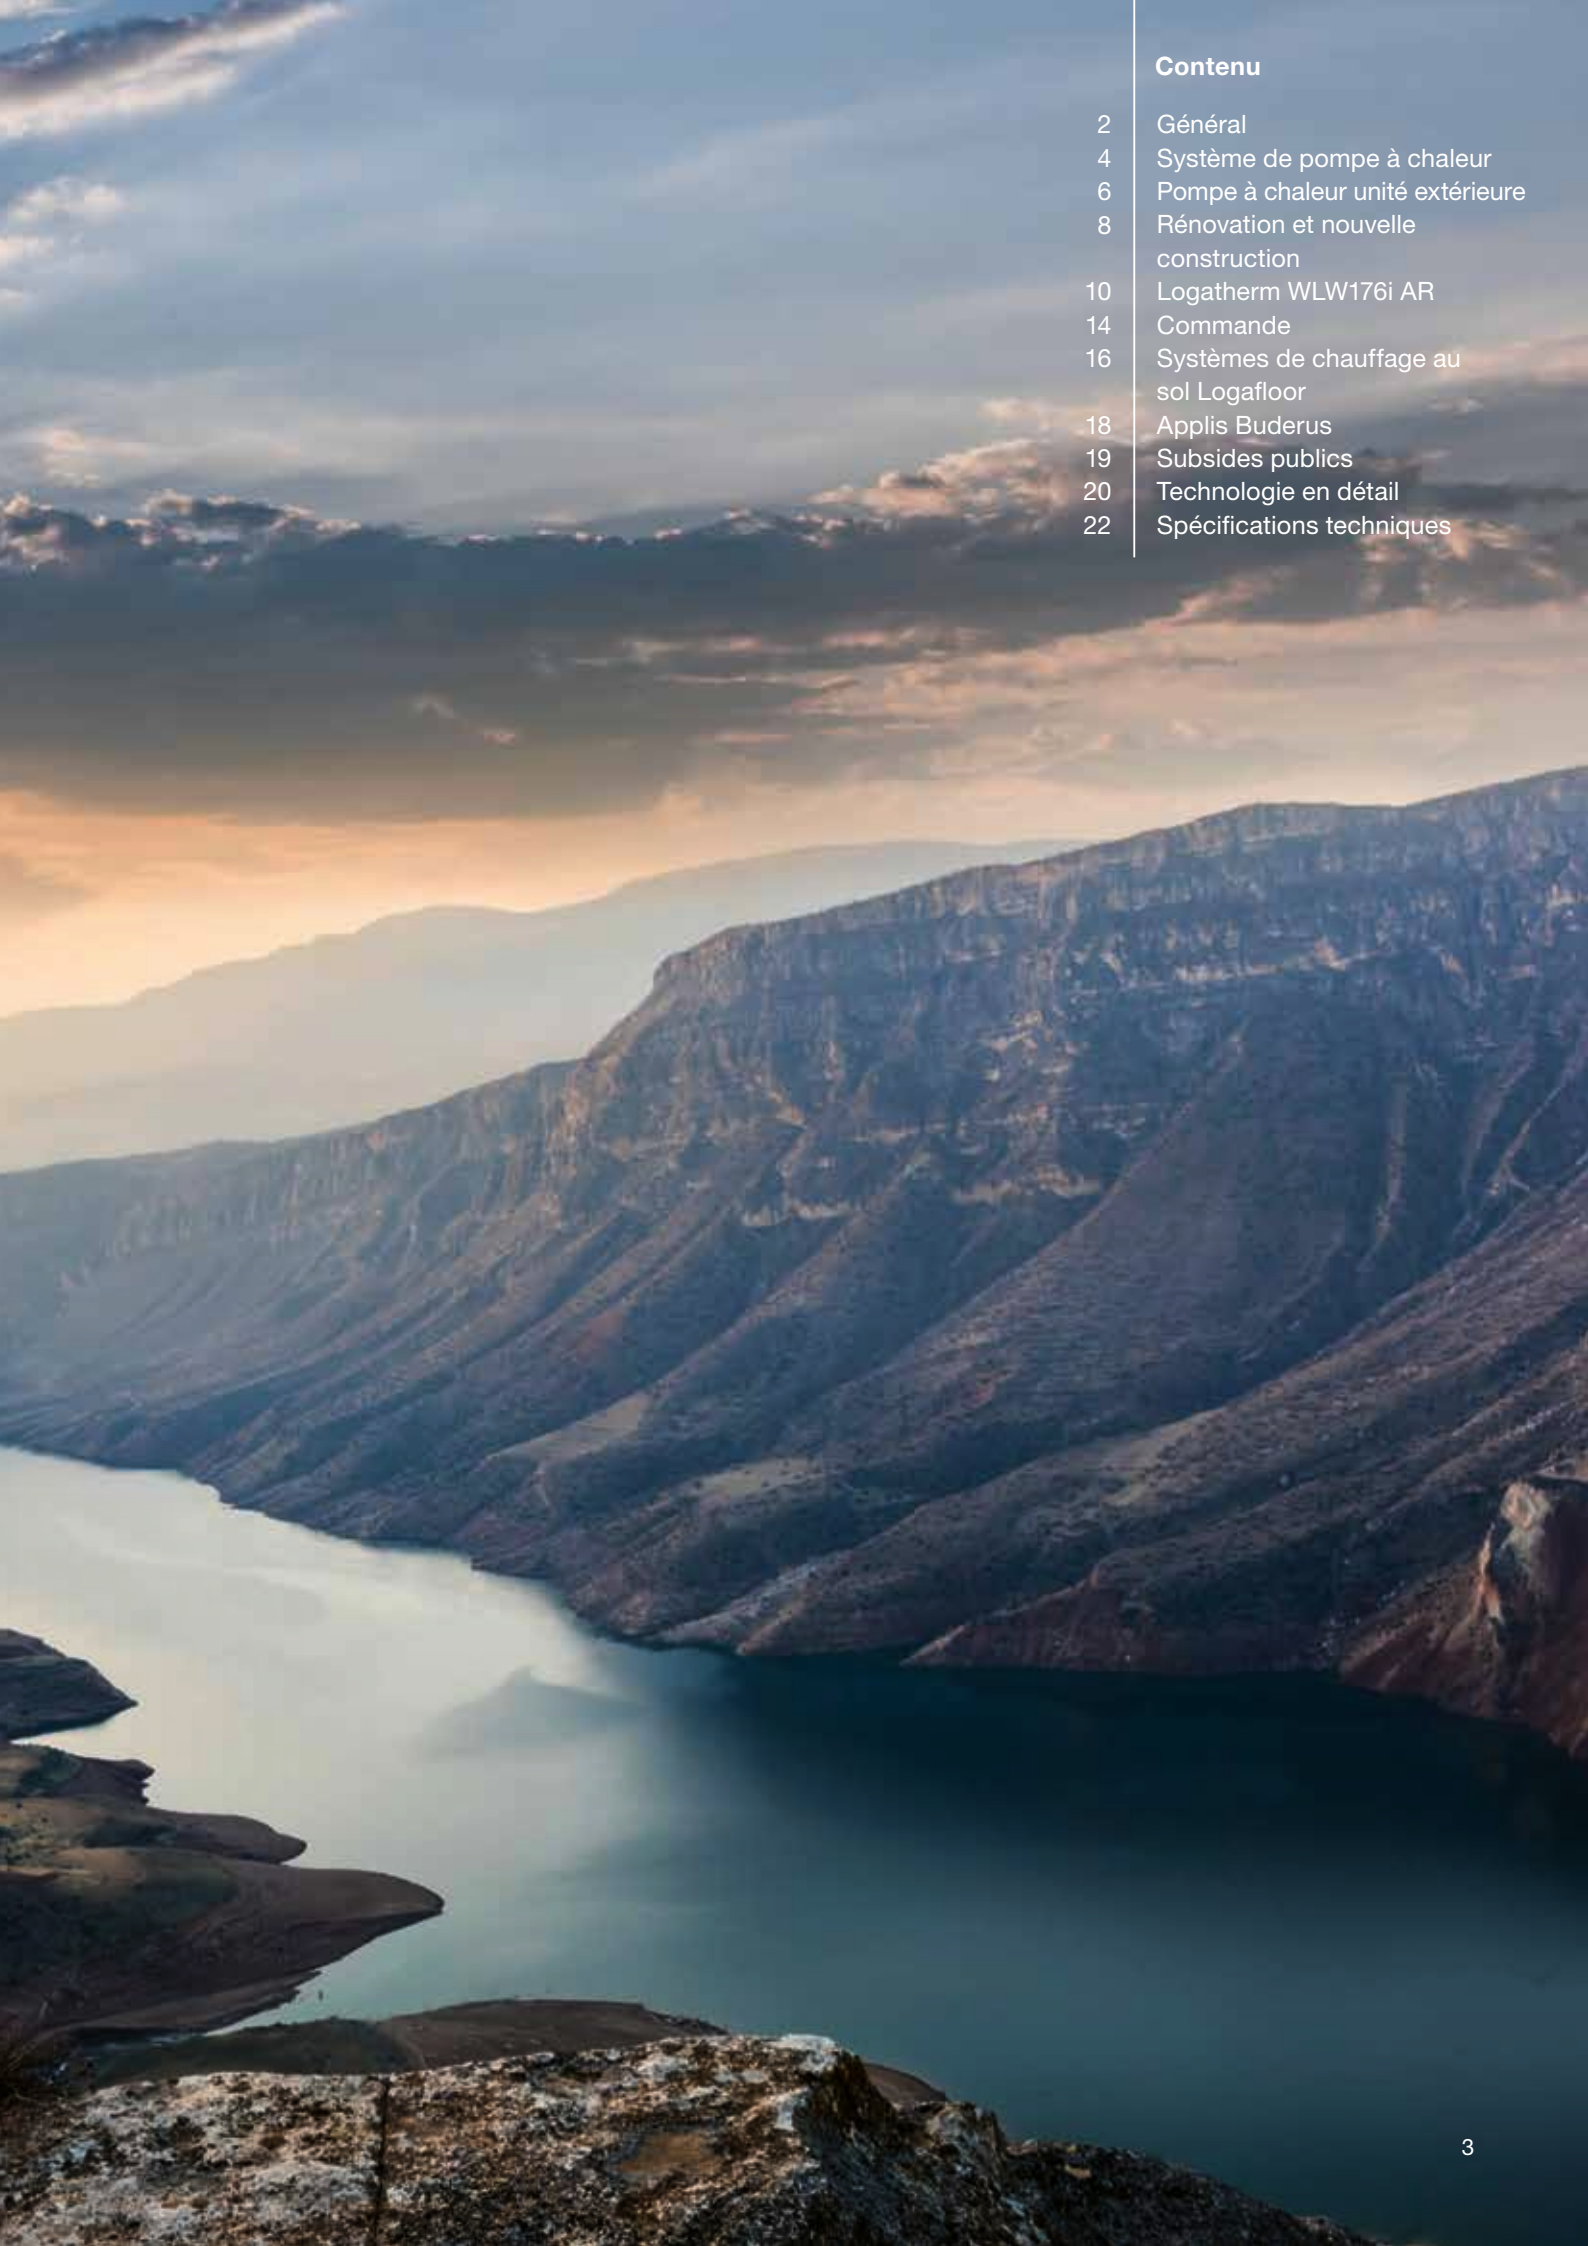 Contenu
2 Général
4 Système de pompe à chaleur
6 Pompe à chaleur unité extérieure
8 Rénovation et nouvelle
construction
10 Logatherm WLW176i AR
14 Commande
16 Systèmes de chauffage au
sol Logafloor
18 Applis Buderus
19 Subsides publics
20 Technologie en détail
22 Spécifications techniques
3